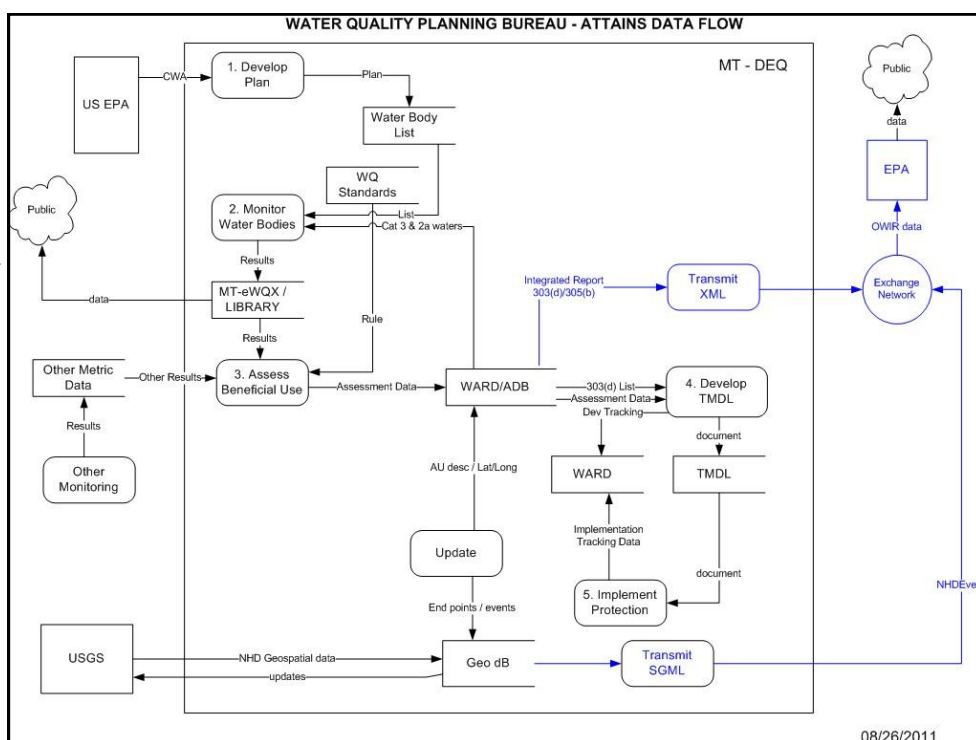 WATER QUALITY PLANNING BUREAU - ATTAINS DATA FLOW
MT - DEQ
US EPA
CWA
1. Develop
Plan
Plan
Water Body
List
Public
data
EPA
OWIR data
Exchange
Network
WQ
Standards
Public
2. Monitor
Water Bodies
List
Cat 3 & 2a waters
Results
data
MT-eWQX /
LIBRARY
Results
Rule
Integrated Report
303(d)/305(b)
Transmit
XML
Other Metric
Data
Other Results
3. Assess
Beneficial Use
Assessment Data
WARD/ADB
303(d) List
Assessment Data
Dev Tracking
4. Develop
TMDL
Results
Other
Monitoring
document
AU desc / Lat/Long
WARD
TMDL
Implementation
Tracking Data
document
Update
5. Implement
Protection
End points / events
NHDEve
USGS
NHD Geospatial data
updates
Geo dB
Transmit
SGML
08/26/2011